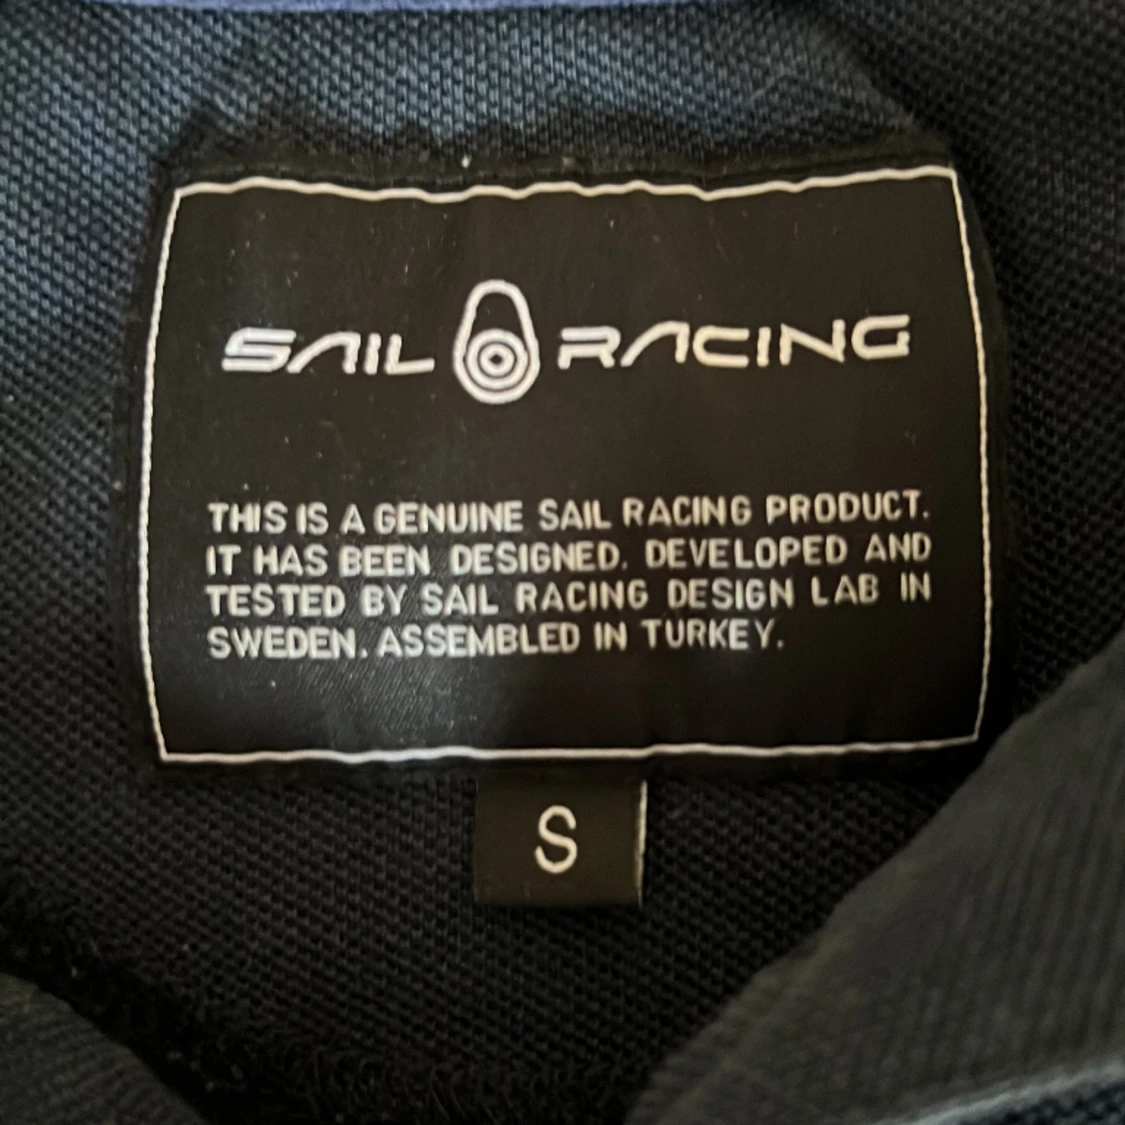 SAIL RACING
THIS IS A GENUINE SAIL RACING PRODUCT.
IT HAS BEEN DESIGNED. DEVELOPED AND
TESTED BY SAIL RACING DESIGN LAB IN
SWEDEN. ASSEMBLED IN TURKEY.
S